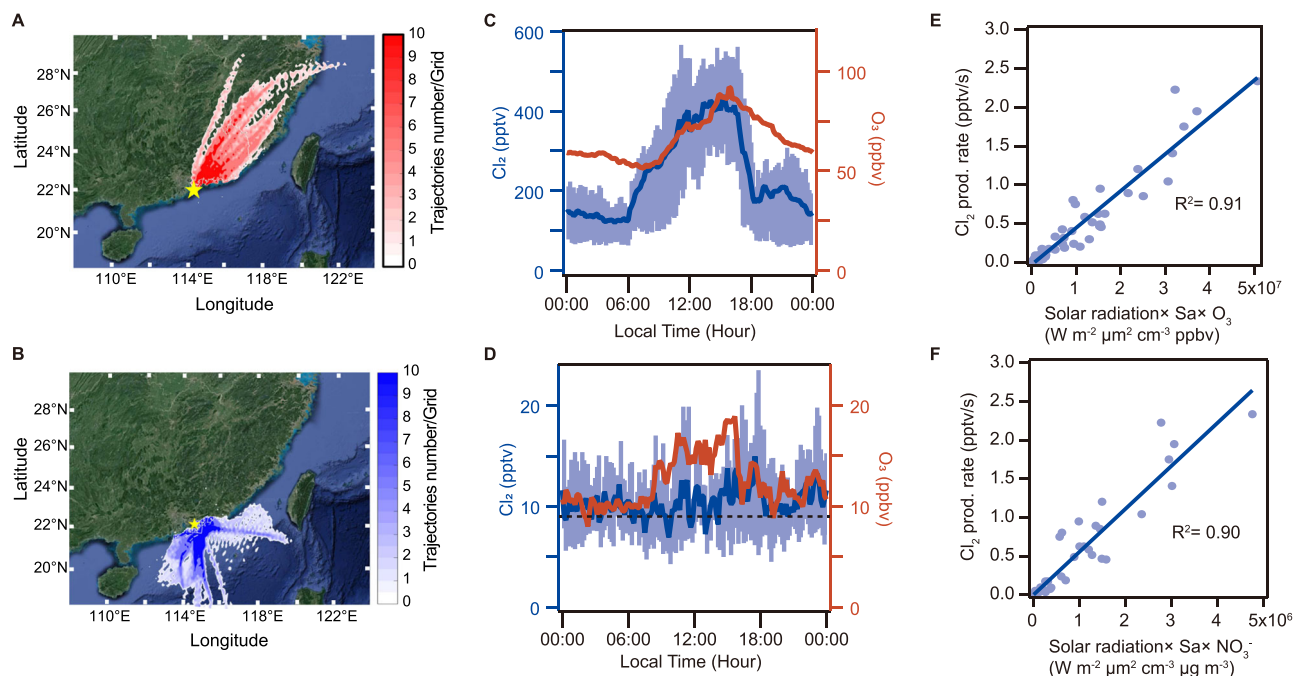 A
28°N
26°N
24°N
22°N
20°N
Latitude
110°E
114°E
118°E
122°E
Longitude
10
9
8
7
6
5
4
3
2
1
0
Trajectories number/Grid
B
28°N
26°N
24°N
22°N
20°N
Latitude
110°E
114°E
118°E
122°E
Longitude
10
9
8
7
6
5
4
3
2
1
0
Trajectories number/Grid
C
600
400
200
0
Cl₂ (pptv)
100
50
0
O₃ (ppbv)
00:00
06:00
12:00
18:00
00:00
Local Time (Hour)
D
20
10
0
Cl₂ (pptv)
20
10
0
O₃ (ppbv)
00:00
06:00
12:00
18:00
00:00
Local Time (Hour)
E
3.0
2.5
2.0
1.5
1.0
0.5
0.0
Cl₂ prod. rate (pptv/s)
R²= 0.91
0
1
2
3
4
5x10⁷
Solar radiation× Sa× O₃
(W m⁻² µm² cm⁻³ ppbv)
F
3.0
2.5
2.0
1.5
1.0
0.5
0.0
Cl₂ prod. rate (pptv/s)
R²= 0.90
0
1
2
3
4
5x10⁶
Solar radiation× Sa× NO₃⁻
(W m⁻² µm² cm⁻³ µg m⁻³)